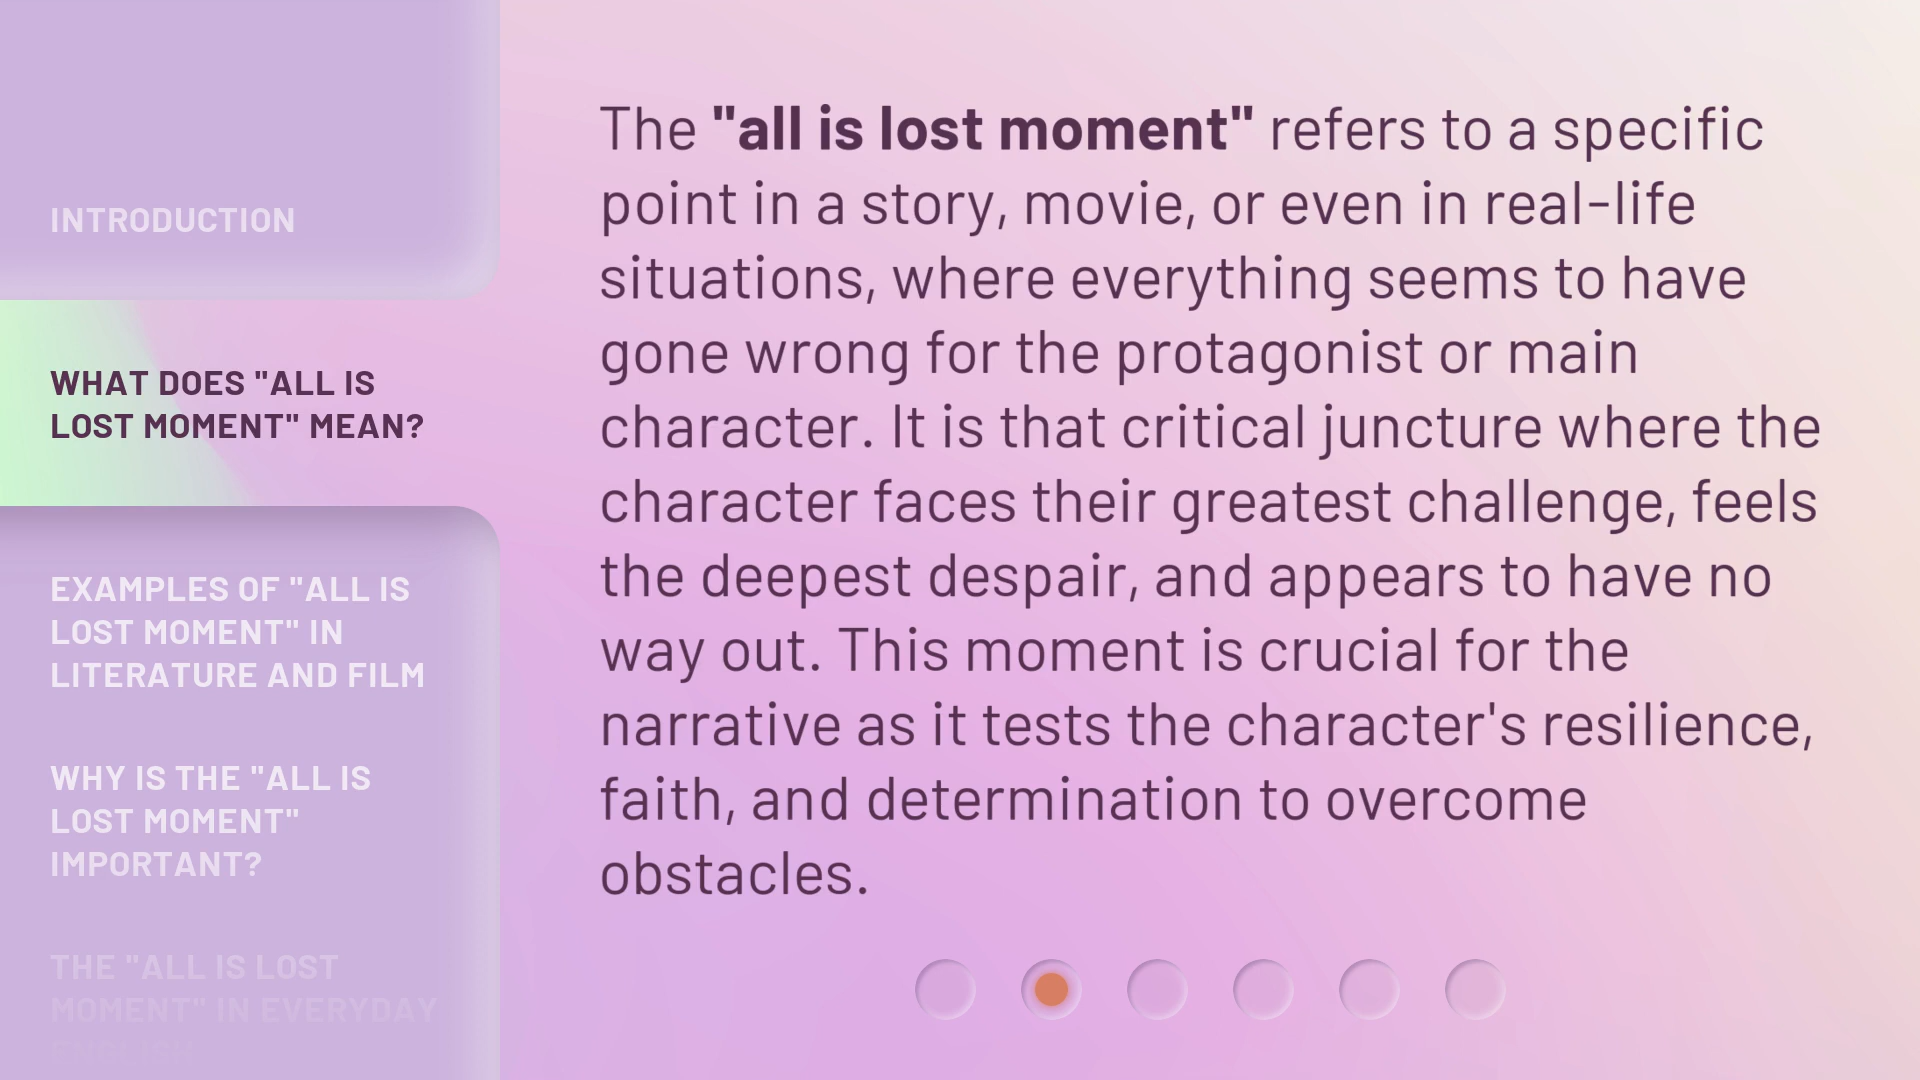 INTRODUCTION
WHAT DOES "ALL IS
LOST MOMENT" MEAN?
EXAMPLES OF "ALL IS
LOST MOMENT" IN
LITERATURE AND FILM
WHY IS THE "ALL IS
LOST MOMENT"
IMPORTANT?
THE "ALL IS LOST
MOMENT" IN EVERYDAY
ENGLISH
The "all is lost moment" refers to a specific
point in a story, movie, or even in real-life
situations, where everything seems to have
gone wrong for the protagonist or main
character. It is that critical juncture where the
character faces their greatest challenge, feels
the deepest despair, and appears to have no
way out. This moment is crucial for the
narrative as it tests the character's resilience,
faith, and determination to overcome
obstacles.